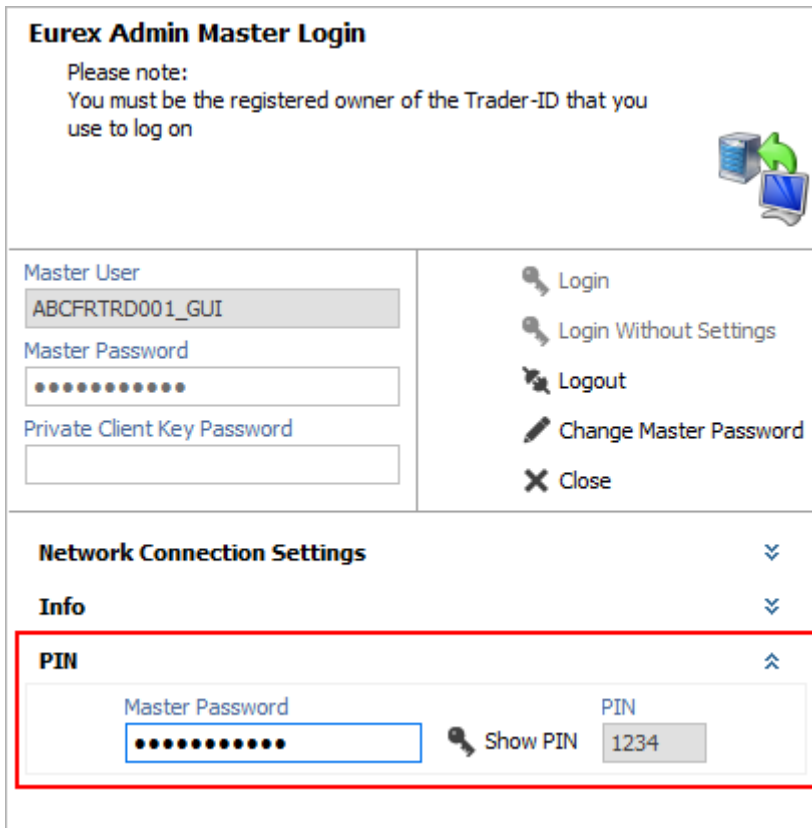 Eurex Admin Master Login
Please note:
You must be the registered owner of the Trader-ID that you
use to log on
Master User
ABCFRTRD001_GUI
Master Password
●●●●●●●●●●●
Private Client Key Password
Login
Login Without Settings
Logout
Change Master Password
Close
Network Connection Settings
Info
PIN
Master Password
●●●●●●●●●●●
Show PIN
PIN
1234